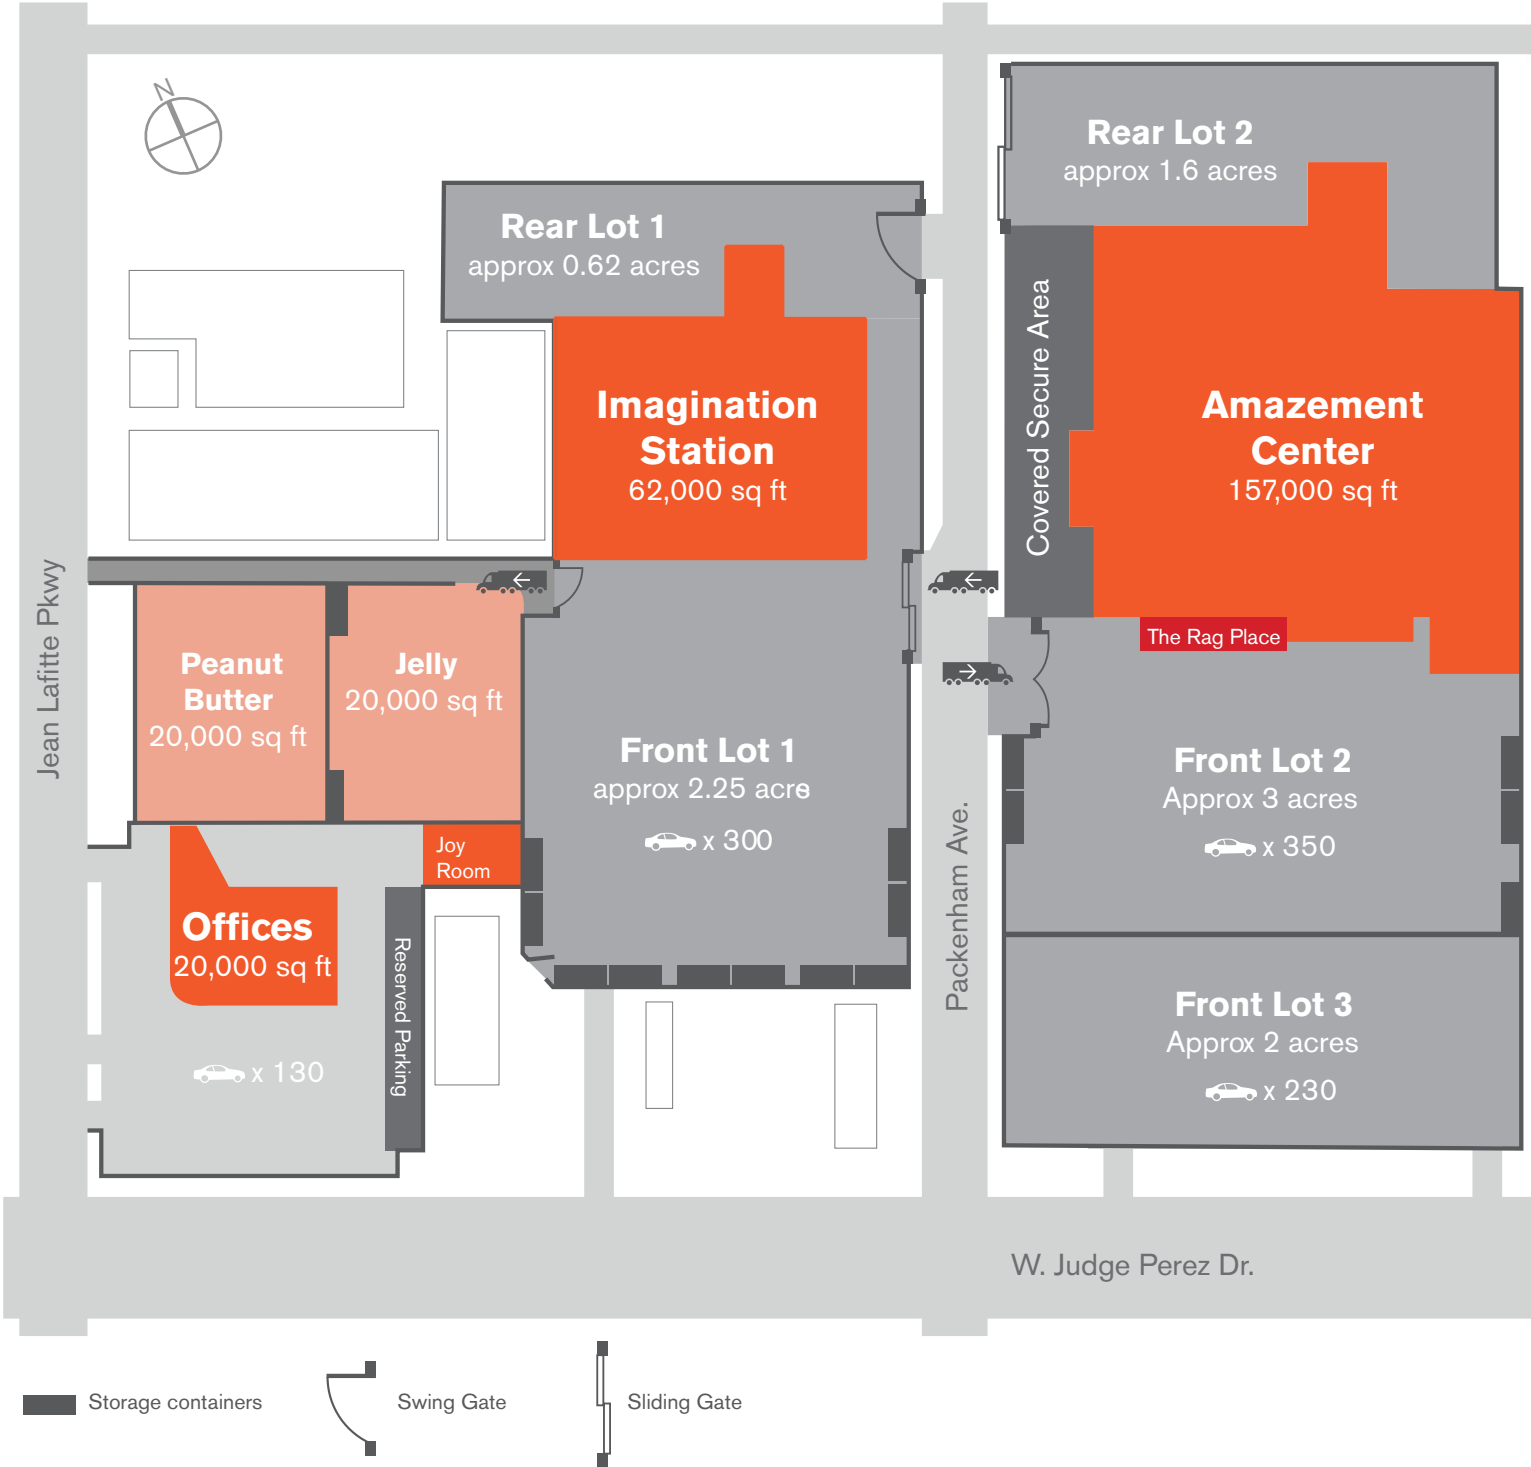 N
Rear Lot 1
approx 0.62 acres
Rear Lot 2
approx 1.6 acres
Imagination
Station
62,000 sq ft
Covered Secure Area
Amazement
Center
157,000 sq ft
Jean Lafitte Pkwy
Peanut
Butter
20,000 sq ft
Jelly
20,000 sq ft
The Rag Place
Front Lot 1
approx 2.25 acre
x 300
Front Lot 2
Approx 3 acres
x 350
Joy
Room
Offices
20,000 sq ft
Reserved Parking
x 130
Packenham Ave.
Front Lot 3
Approx 2 acres
x 230
W. Judge Perez Dr.
Storage containers
Swing Gate
Sliding Gate